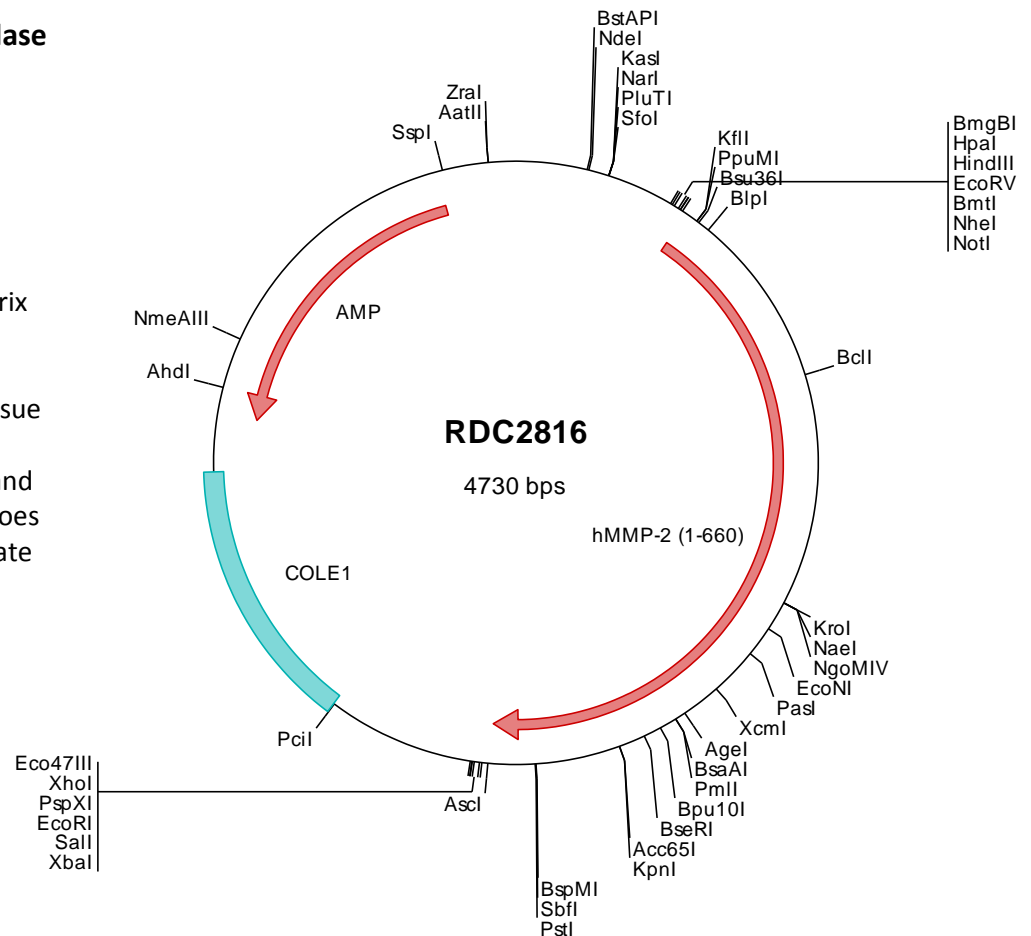 lase
rix
sue
and
oes
ate
BstAPI
NdeI
KasI
NarI
PluTI
SfoI
ZraI
AatII
SspI
KflI
PpuMI
Bsu36I
BlpI
BmgBI
HpaI
HindIII
EcoRV
BmtI
NheI
NotI
AMP
NmeAIII
AhdI
BclI
RDC2816
4730 bps
hMMP-2 (1-660)
COLE1
KroI
NaeI
NgoMIV
EcoNI
PasI
XcmI
AgeI
BsaAI
PmlI
Bpu10I
BseRI
Acc65I
KpnI
PciI
AscI
Eco47III
XhoI
PspXI
EcoRI
SalI
XbaI
BspMI
SbfI
PstI